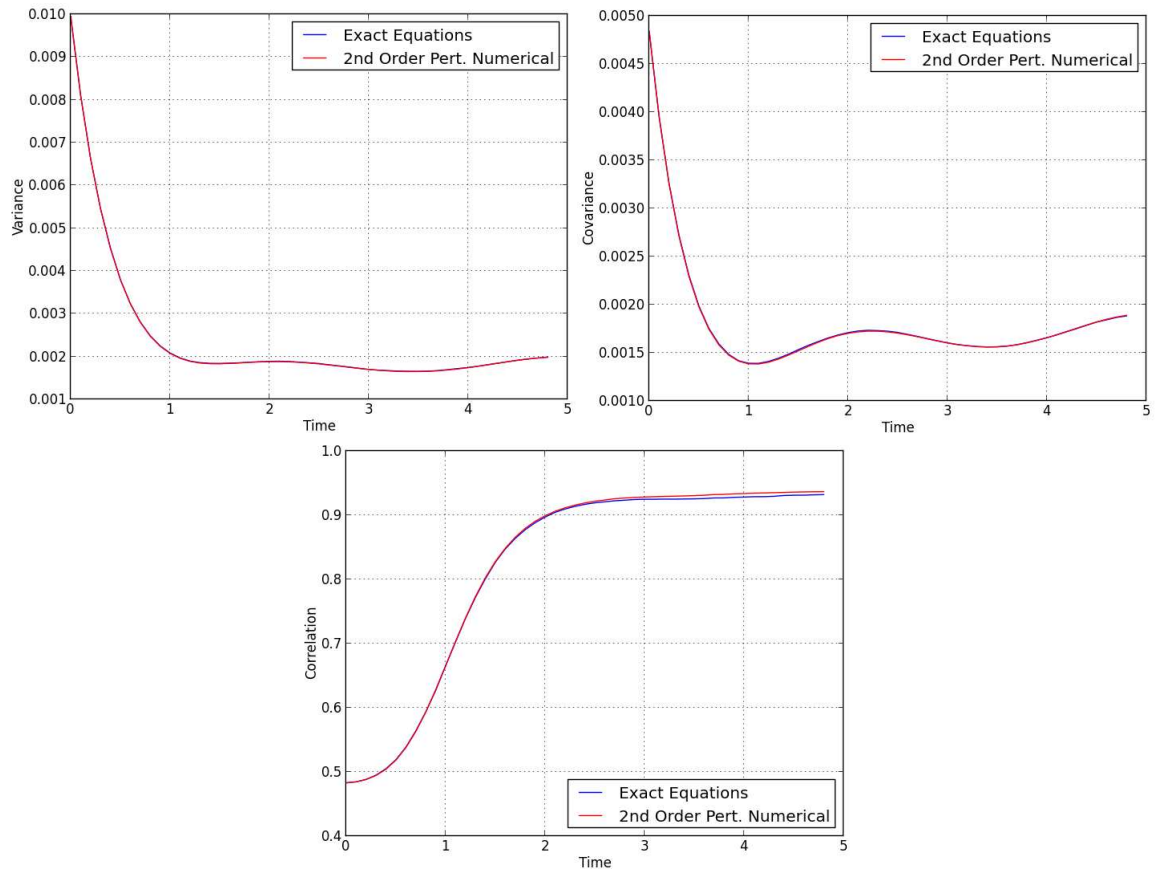 Exact Equations
2nd Order Pert. Numerical
0.010
0.009
0.008
0.007
0.006
0.005
0.004
0.003
0.002
0.001
Variance
0 1 2 3 4 5
Time
Exact Equations
2nd Order Pert. Numerical
0.0050
0.0045
0.0040
0.0035
0.0030
0.0025
0.0020
0.0015
0.0010
Covariance
0 1 2 3 4 5
Time
1.0
0.9
0.8
0.7
0.6
0.5
0.4
Correlation
Exact Equations
2nd Order Pert. Numerical
0 1 2 3 4 5
Time